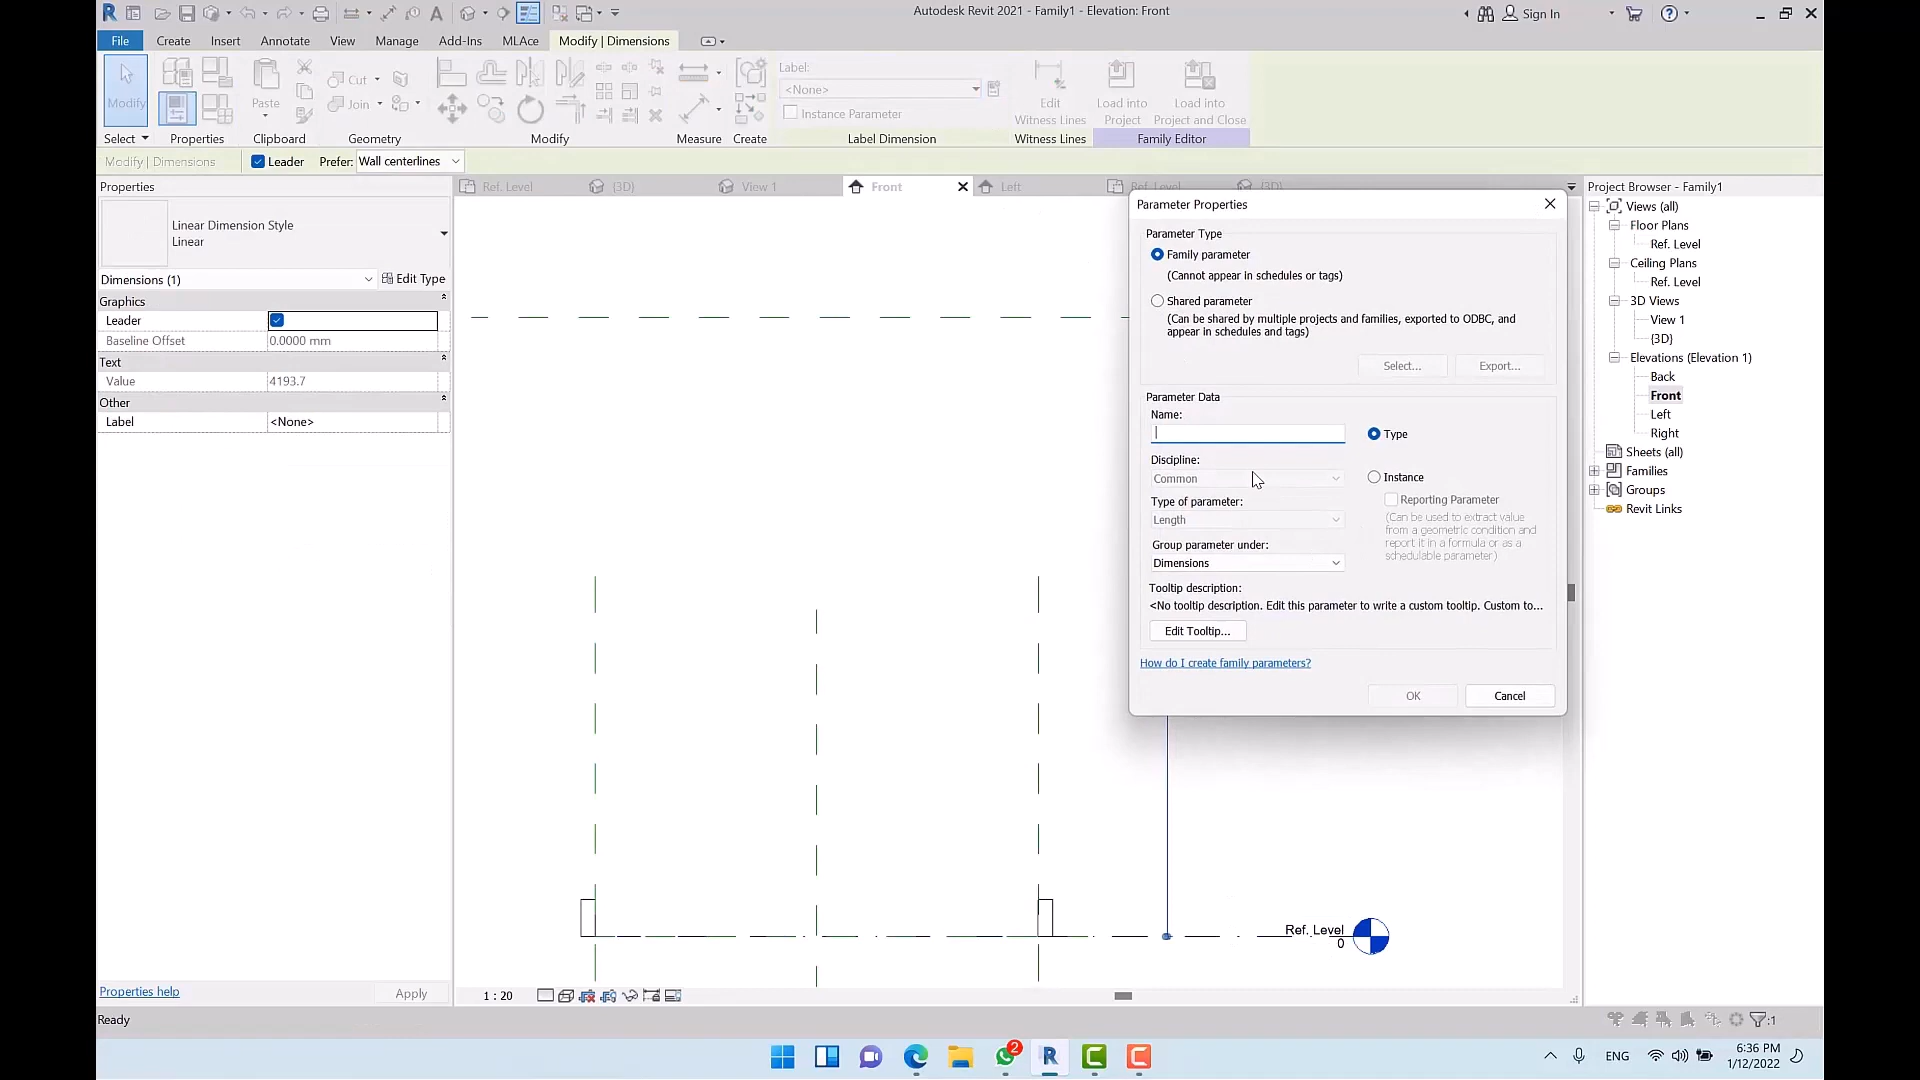 Autodesk Revit 2021 - Family1 - Elevation: Front
Sign In
File Create Insert Annotate View Manage Add-Ins MLAce Modify | Dimensions
Modify
Paste
Cut
Join
Label:
<None>
Instance Parameter
Edit
Witness Lines
Load into
Project
Load into
Project and Close
Select Properties Clipboard Geometry Modify Measure Create Label Dimension Witness Lines Family Editor
Modify | Dimensions Leader Prefer: Wall centerlines
Properties
Linear Dimension Style
Linear
Dimensions (1) Edit Type
Graphics
Leader
Baseline Offset 0.0000 mm
Text
Value 4193.7
Other
Label <None>
Properties help Apply
Ref. Level {3D} View 1 Front Left Ref. Level {3D}
Parameter Properties
Parameter Type
Family parameter
(Cannot appear in schedules or tags)
Shared parameter
(Can be shared by multiple projects and families, exported to ODBC, and
appear in schedules and tags)
Select... Export...
Parameter Data
Name:
Type
Discipline:
Common
Instance
Type of parameter:
Reporting Parameter
Length
(Can be used to extract value
from a geometric condition and
report it in a formula or as a
schedulable parameter)
Group parameter under:
Dimensions
Tooltip description:
<No tooltip description. Edit this parameter to write a custom tooltip. Custom to...
Edit Tooltip...
How do I create family parameters?
OK Cancel
Ref. Level
0
1 : 20
Project Browser - Family1
Views (all)
Floor Plans
Ref. Level
Ceiling Plans
Ref. Level
3D Views
View 1
{3D}
Elevations (Elevation 1)
Back
Front
Left
Right
Sheets (all)
Families
Groups
Revit Links
Ready
:1
2
ENG
6:36 PM
1/12/2022